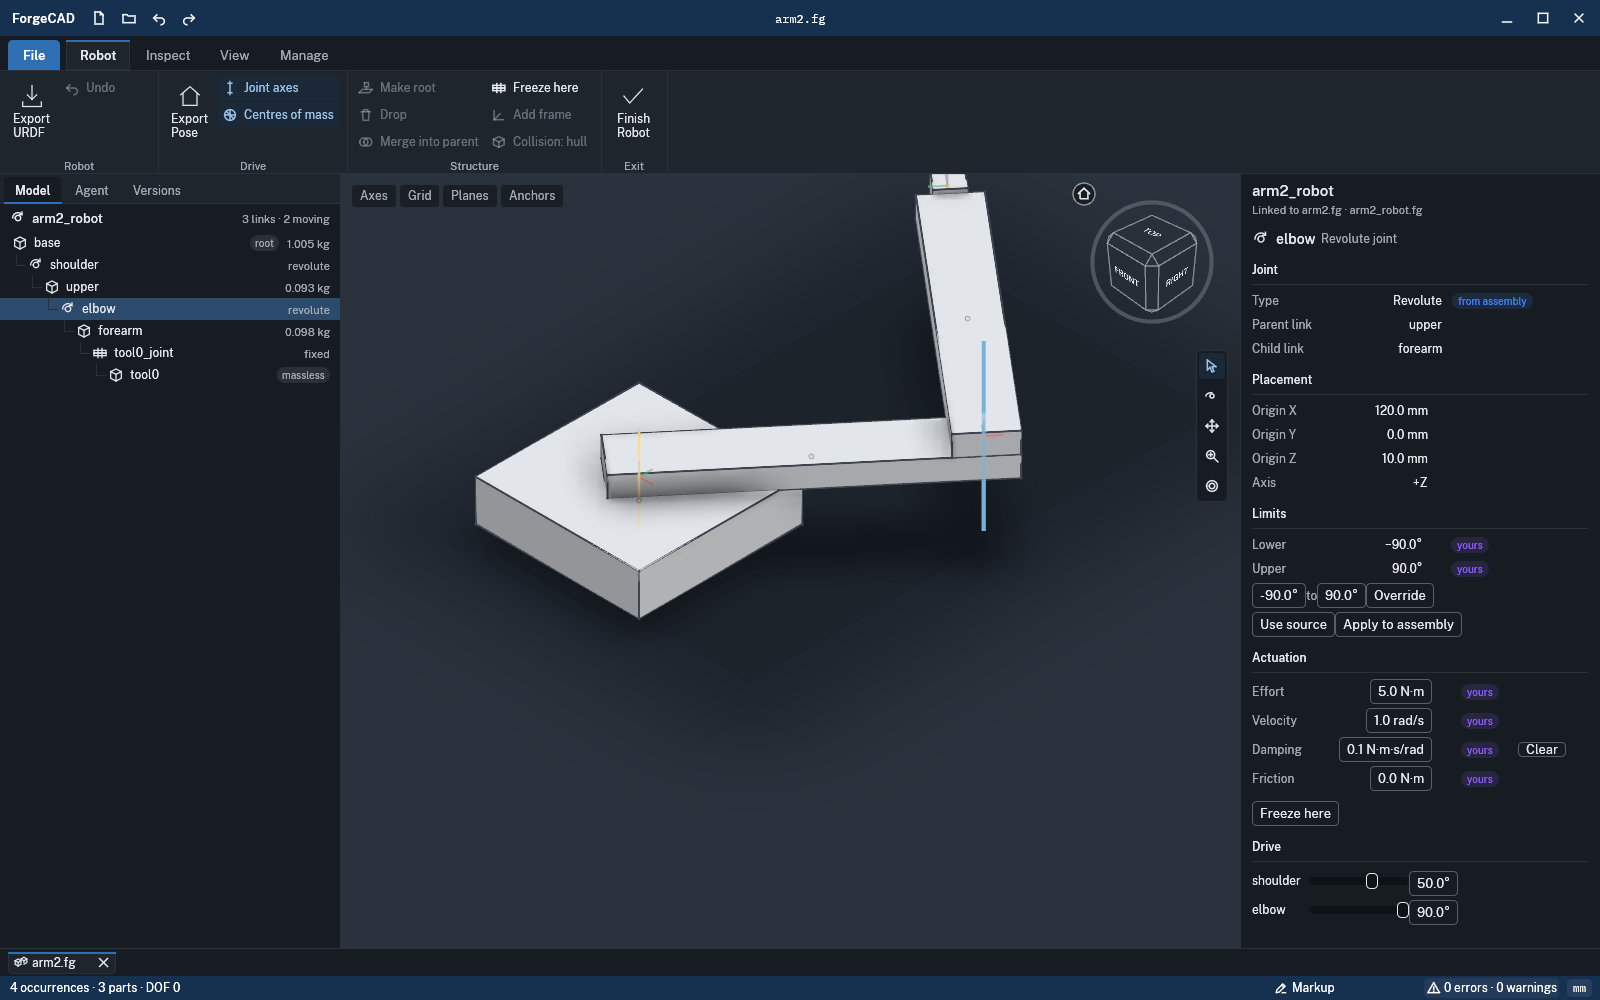 ForgeCAD
arm2.fg
File Robot Inspect View Manage
Export URDF
Undo
Robot
Export Pose
Joint axes
Centres of mass
Drive
Make root
Drop
Merge into parent
Freeze here
Add frame
Collision: hull
Structure
Finish Robot
Exit
Model Agent Versions
arm2_robot 3 links · 2 moving
base root 1.005 kg
shoulder revolute
upper 0.093 kg
elbow revolute
forearm 0.098 kg
tool0_joint fixed
tool0 massless
Axes Grid Planes Anchors
TOP
FRONT RIGHT
arm2_robot
Linked to arm2.fg · arm2_robot.fg
elbow Revolute joint
Joint
Type Revolute from assembly
Parent link upper
Child link forearm
Placement
Origin X 120.0 mm
Origin Y 0.0 mm
Origin Z 10.0 mm
Axis +Z
Limits
Lower −90.0° yours
Upper 90.0° yours
-90.0° to 90.0° Override
Use source Apply to assembly
Actuation
Effort 5.0 N·m yours
Velocity 1.0 rad/s yours
Damping 0.1 N·m·s/rad yours Clear
Friction 0.0 N·m yours
Freeze here
Drive
shoulder 50.0°
elbow 90.0°
arm2.fg
4 occurrences · 3 parts · DOF 0
Markup
0 errors · 0 warnings mm